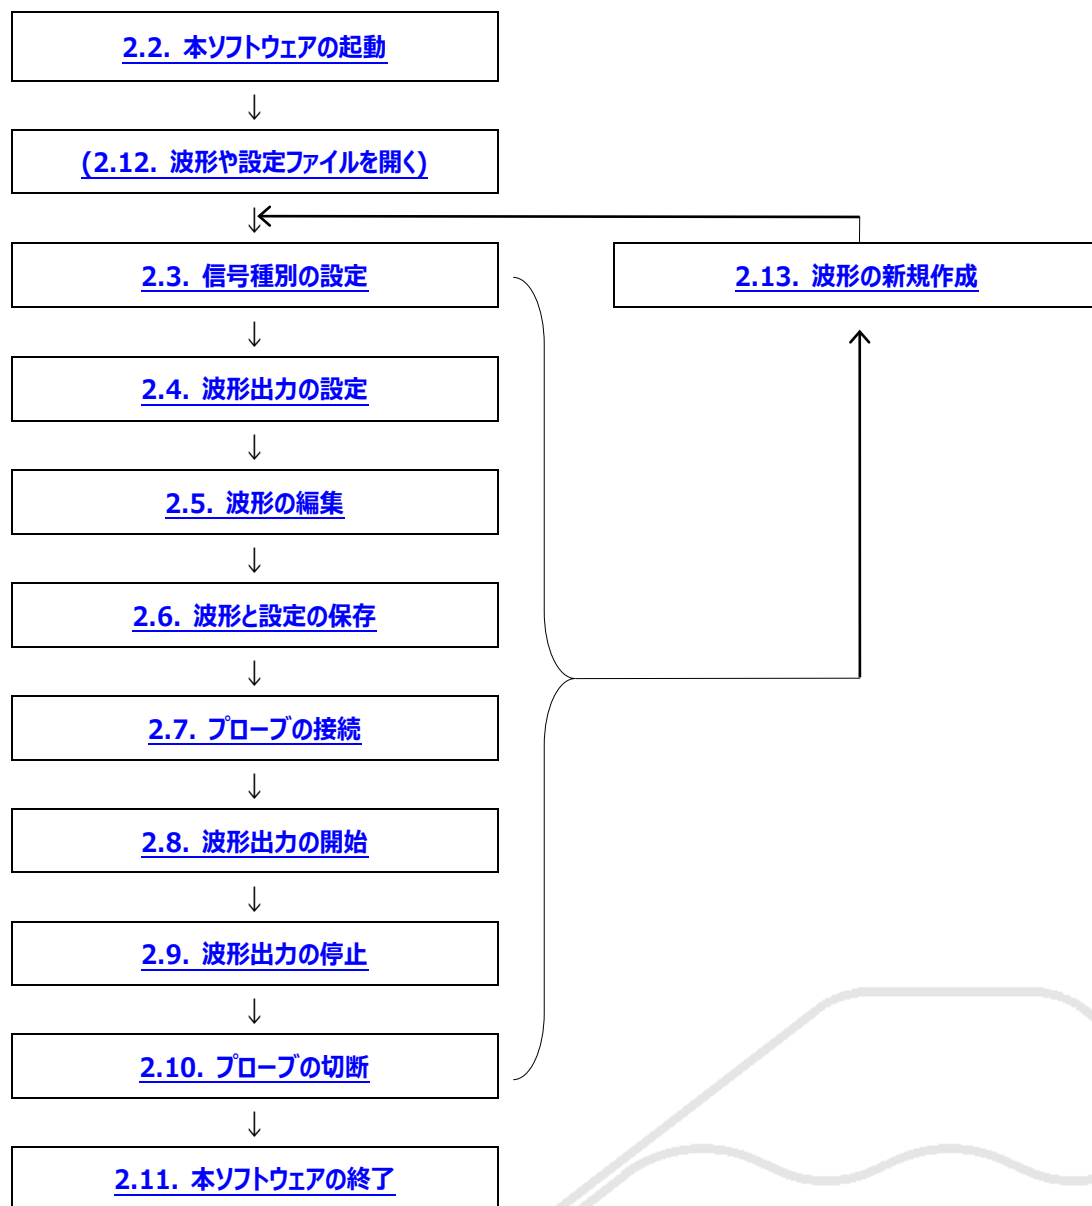 2.2. 本ソフトウェアの起動
↓
(2.12. 波形や設定ファイルを開く)
↓
2.3. 信号種別の設定
2.13. 波形の新規作成
↓
2.4. 波形出力の設定
↓
2.5. 波形の編集
↓
2.6. 波形と設定の保存
↓
2.7. プローブの接続
↓
2.8. 波形出力の開始
↓
2.9. 波形出力の停止
↓
2.10. プローブの切断
↓
2.11. 本ソフトウェアの終了